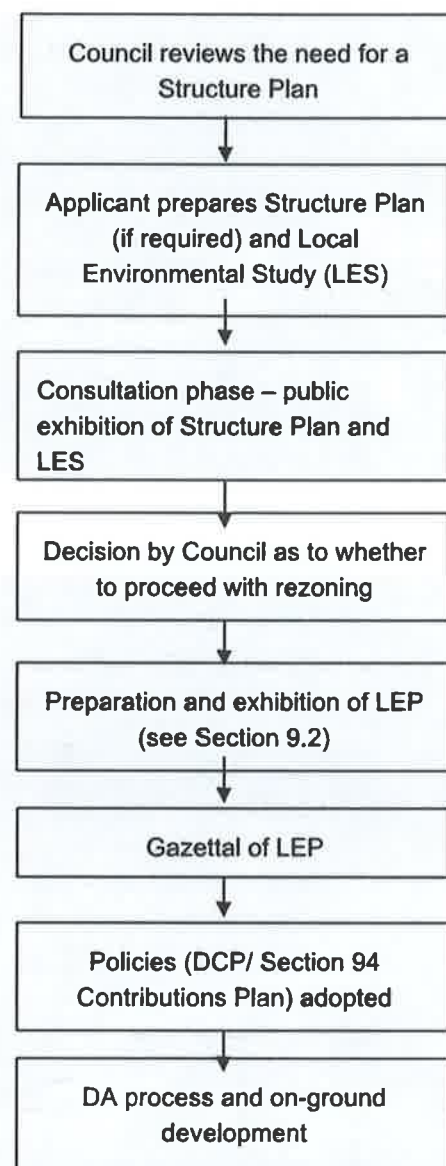 Council reviews the need for a
Structure Plan
Applicant prepares Structure Plan
(if required) and Local
Environmental Study (LES)
Consultation phase – public
exhibition of Structure Plan and
LES
Decision by Council as to whether
to proceed with rezoning
Preparation and exhibition of LEP
(see Section 9.2)
Gazettal of LEP
Policies (DCP/ Section 94
Contributions Plan) adopted
DA process and on-ground
development